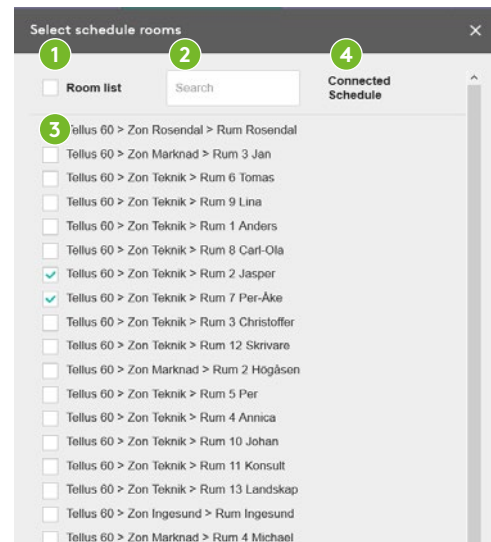 Select schedule rooms
×
1
2
4
Room list
Search
Connected
Schedule
3
Tellus 60 > Zon Rosendal > Rum Rosendal
Tellus 60 > Zon Marknad > Rum 3 Jan
Tellus 60 > Zon Teknik > Rum 6 Tomas
Tellus 60 > Zon Teknik > Rum 9 Lina
Tellus 60 > Zon Teknik > Rum 1 Anders
Tellus 60 > Zon Teknik > Rum 8 Carl-Ola
Tellus 60 > Zon Teknik > Rum 2 Jasper
Tellus 60 > Zon Teknik > Rum 7 Per-Åke
Tellus 60 > Zon Teknik > Rum 3 Christoffer
Tellus 60 > Zon Teknik > Rum 12 Skrivare
Tellus 60 > Zon Marknad > Rum 2 Högåsen
Tellus 60 > Zon Teknik > Rum 5 Per
Tellus 60 > Zon Teknik > Rum 4 Annica
Tellus 60 > Zon Teknik > Rum 10 Johan
Tellus 60 > Zon Teknik > Rum 11 Konsult
Tellus 60 > Zon Teknik > Rum 13 Landskap
Tellus 60 > Zon Ingesund > Rum Ingesund
Tellus 60 > Zon Marknad > Rum 4 Michael